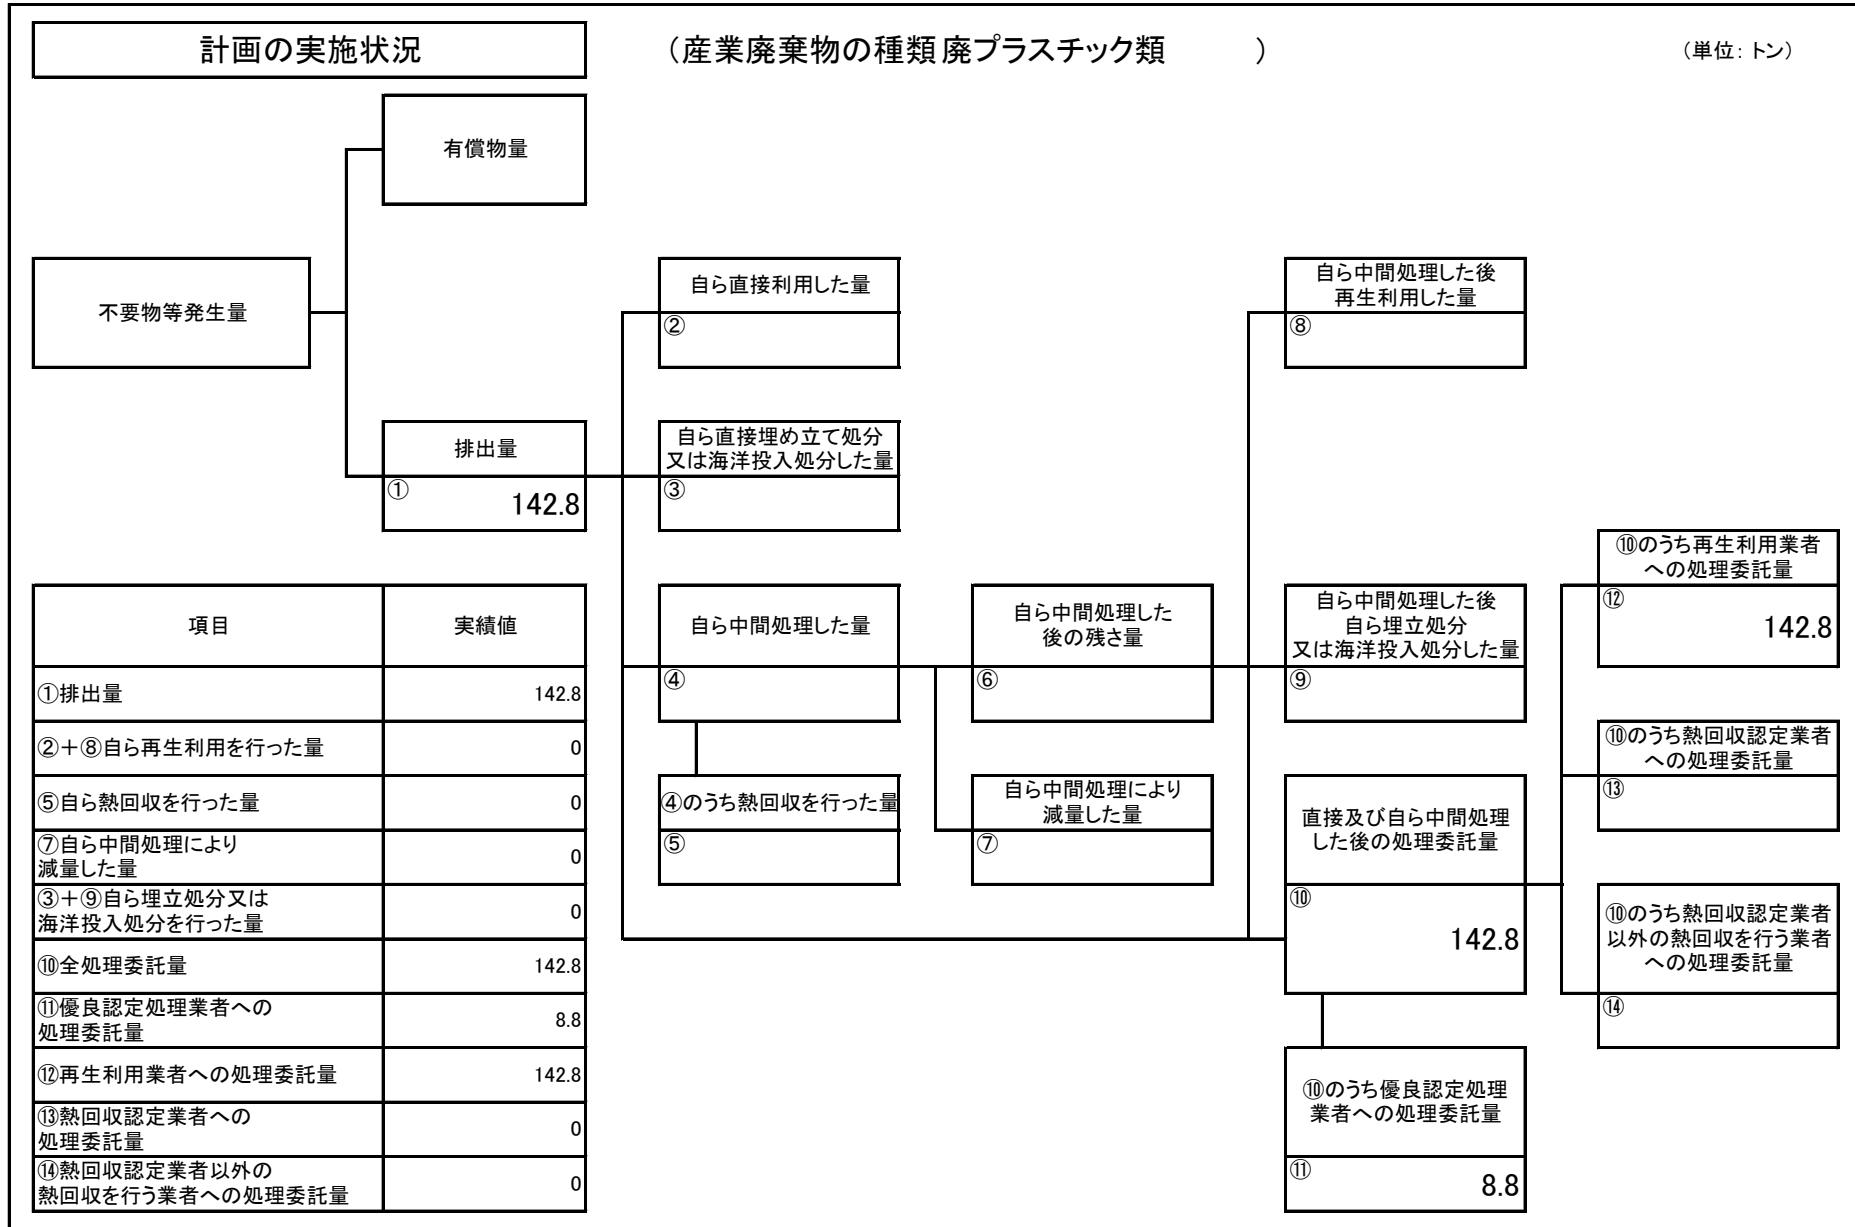 計画の実施状況
（産業廃棄物の種類 廃プラスチック類　　　）
（単位：トン）
有償物量
不要物等発生量
自ら直接利用した量
②
自ら中間処理した後
再生利用した量
⑧
排出量
①
142.8
自ら直接埋め立て処分
又は海洋投入処分した量
③
⑩のうち再生利用業者
への処理委託量
⑫
142.8
自ら中間処理した量
④
自ら中間処理した
後の残さ量
⑥
自ら中間処理した後
自ら埋立処分
又は海洋投入処分した量
⑨
⑩のうち熱回収認定業者
への処理委託量
⑬
④のうち熱回収を行った量
⑤
自ら中間処理により
減量した量
⑦
直接及び自ら中間処理
した後の処理委託量
⑩
142.8
⑩のうち熱回収認定業者
以外の熱回収を行う業者
への処理委託量
⑭
⑩のうち優良認定処理
業者への処理委託量
⑪
8.8
項目 実績値
①排出量 142.8
②＋⑧自ら再生利用を行った量 0
⑤自ら熱回収を行った量 0
⑦自ら中間処理により
減量した量 0
③＋⑨自ら埋立処分又は
海洋投入処分を行った量 0
⑩全処理委託量 142.8
⑪優良認定処理業者への
処理委託量 8.8
⑫再生利用業者への処理委託量 142.8
⑬熱回収認定業者への
処理委託量 0
⑭熱回収認定業者以外の
熱回収を行う業者への処理委託量 0